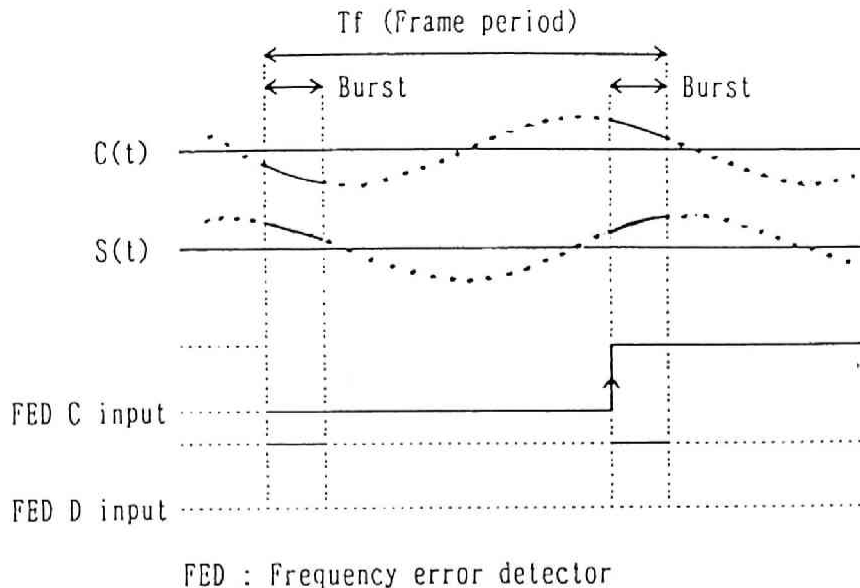 Tf (Frame period)
Burst Burst
C(t)
S(t)
FED C input
FED D input
FED : Frequency error detector